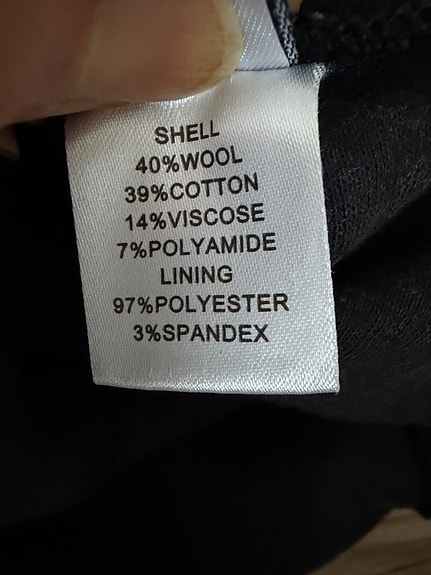 SHELL
40%WOOL
39%COTTON
14%VISCOSE
7%POLYAMIDE
LINING
97%POLYESTER
3%SPANDEX